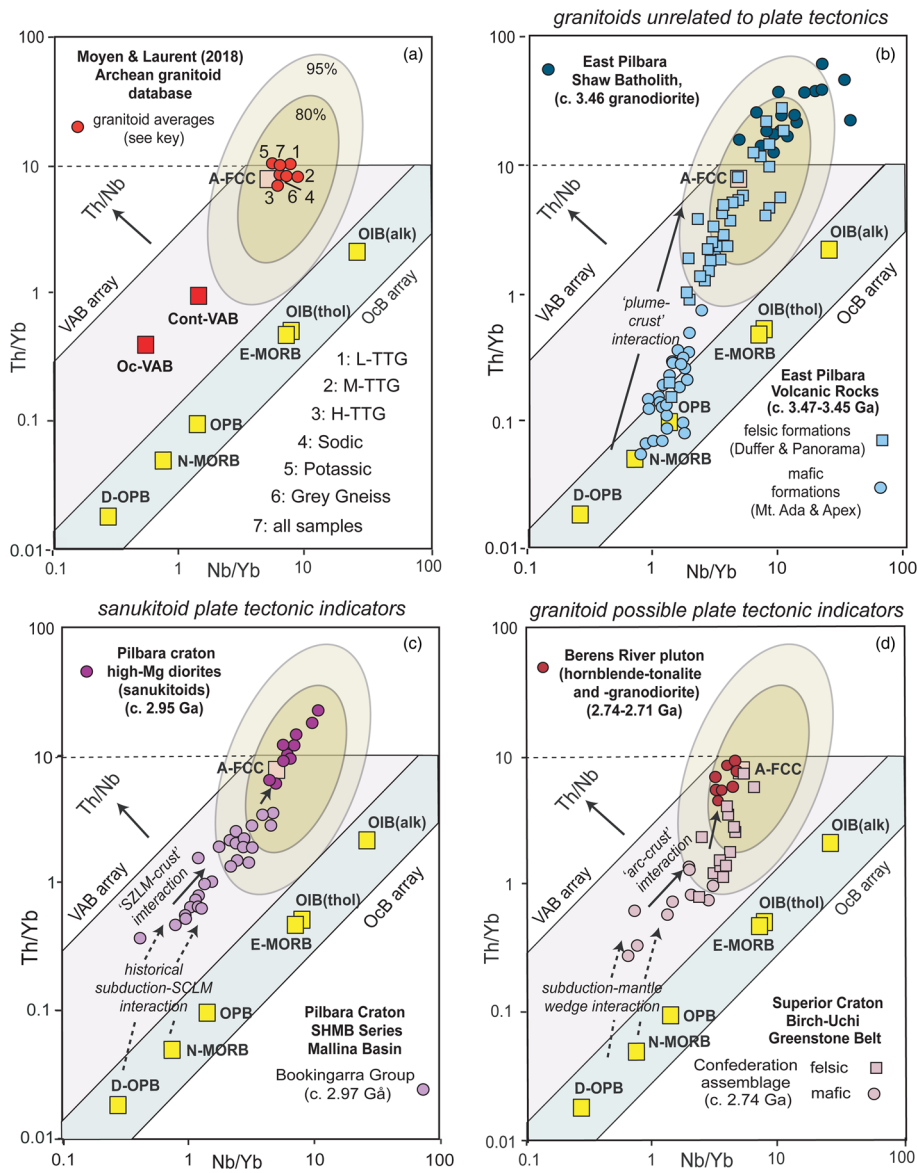 granitoids unrelated to plate tectonics
(a)
Moyen & Laurent (2018)
Archean granitoid
database
granitoid averages
(see key)
95%
80%
5 7 1
2
3 6 4
A-FCC
Th/Nb
VAB array
OcB array
OIB(alk)
OIB(thol)
E-MORB
Cont-VAB
Oc-VAB
OPB
N-MORB
D-OPB
1: L-TTG
2: M-TTG
3: H-TTG
4: Sodic
5: Potassic
6: Grey Gneiss
7: all samples
100
10
1
0.1
0.01
Th/Yb
0.1
1
10
100
Nb/Yb
(b)
East Pilbara
Shaw Batholith,
(c. 3.46 granodiorite)
A-FCC
Th/Nb
VAB array
OcB array
OIB(alk)
OIB(thol)
E-MORB
'plume-
crust'
interaction
OPB
N-MORB
D-OPB
East Pilbara
Volcanic Rocks
(c. 3.47-3.45 Ga)
felsic formations
(Duffer & Panorama)
mafic
formations
(Mt. Ada & Apex)
100
10
1
0.1
0.01
Th/Yb
0.1
1
10
100
Nb/Yb
sanukitoid plate tectonic indicators
(c)
Pilbara craton
high-Mg diorites
(sanukitoids)
(c. 2.95 Ga)
A-FCC
Th/Nb
VAB array
OcB array
OIB(alk)
OIB(thol)
E-MORB
'SZLM-crust'
interaction
historical
subduction-SCLM
interaction
OPB
N-MORB
D-OPB
Pilbara Craton
SHMB Series
Mallina Basin
Bookingarra Group
(c. 2.97 Gå)
100
10
1
0.1
0.01
Th/Yb
0.1
1
10
100
Nb/Yb
granitoid possible plate tectonic indicators
(d)
Berens River pluton
(hornblende-tonalite
and -granodiorite)
(2.74-2.71 Ga)
A-FCC
Th/Nb
VAB array
OcB array
OIB(alk)
OIB(thol)
E-MORB
'arc-crust'
interaction
subduction-mantle
wedge interaction
OPB
N-MORB
D-OPB
Superior Craton
Birch-Uchi
Greenstone Belt
Confederation
assemblage
(c. 2.74 Ga)
felsic
mafic
100
10
1
0.1
0.01
Th/Yb
0.1
1
10
100
Nb/Yb